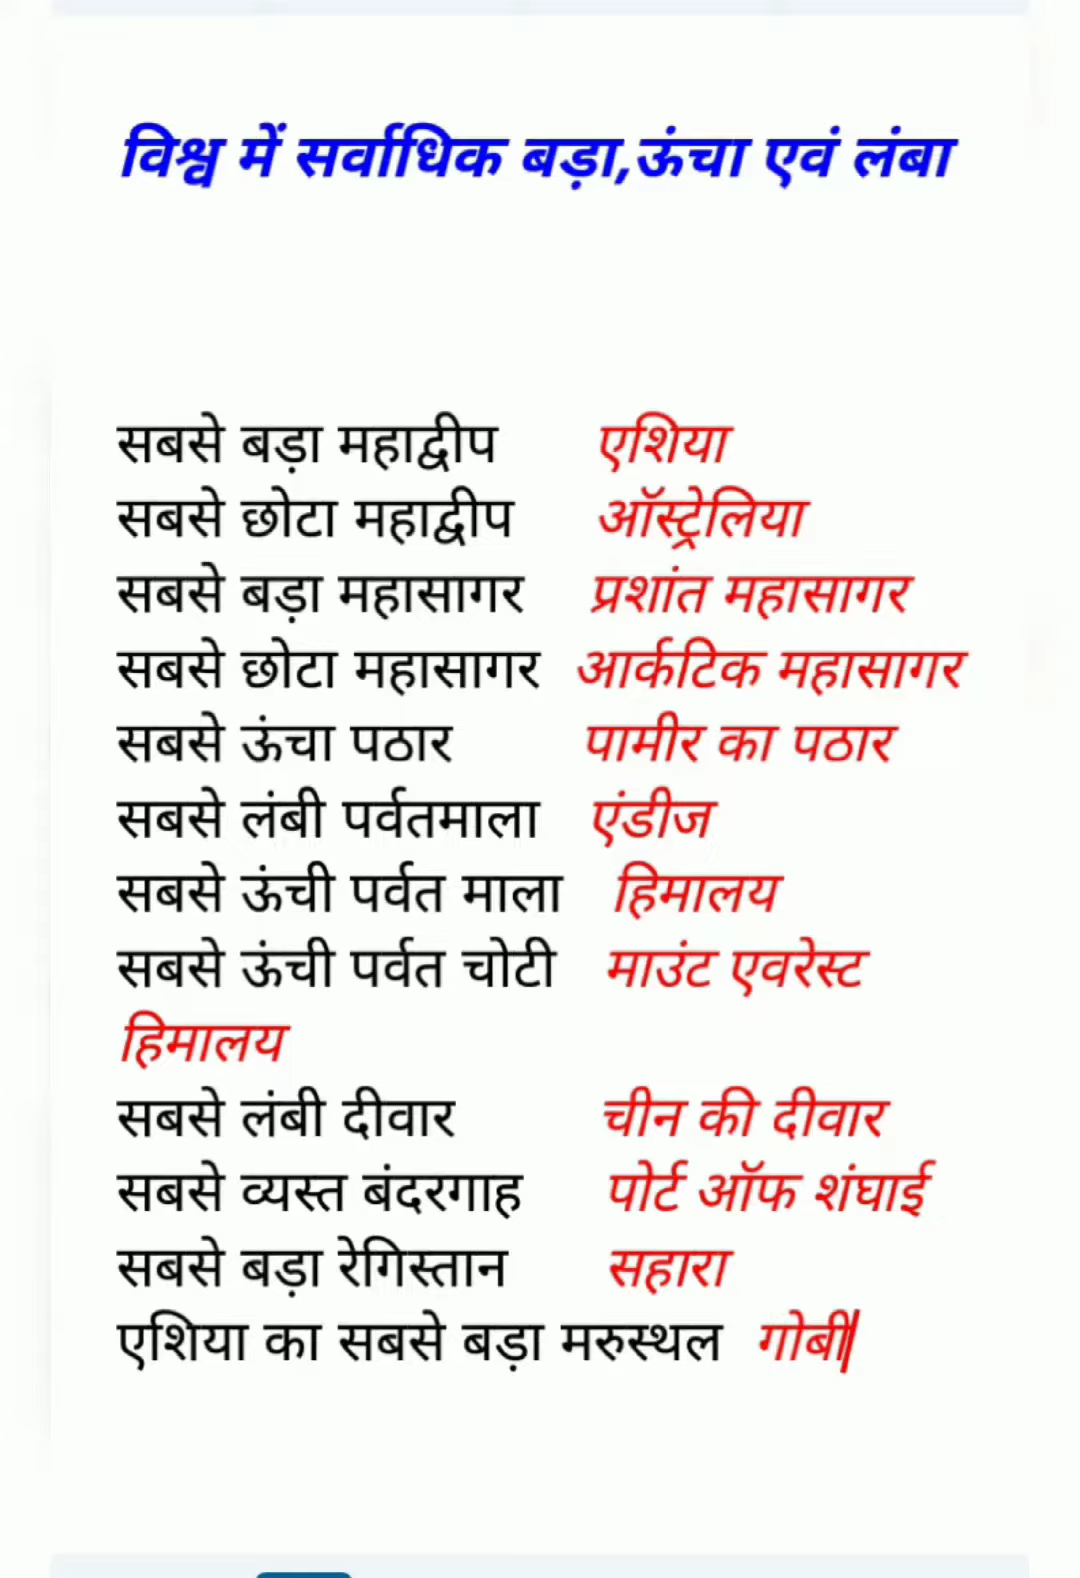 विश्व में सर्वाधिक बड़ा,ऊंचा एवं लंबा
सबसे बड़ा महाद्वीप एशिया
सबसे छोटा महाद्वीप ऑस्ट्रेलिया
सबसे बड़ा महासागर प्रशांत महासागर
सबसे छोटा महासागर आर्कटिक महासागर
सबसे ऊंचा पठार पामीर का पठार
सबसे लंबी पर्वतमाला एंडीज
सबसे ऊंची पर्वत माला हिमालय
सबसे ऊंची पर्वत चोटी माउंट एवरेस्ट
हिमालय
सबसे लंबी दीवार चीन की दीवार
सबसे व्यस्त बंदरगाह पोर्ट ऑफ शंघाई
सबसे बड़ा रेगिस्तान सहारा
एशिया का सबसे बड़ा मरुस्थल गोबी